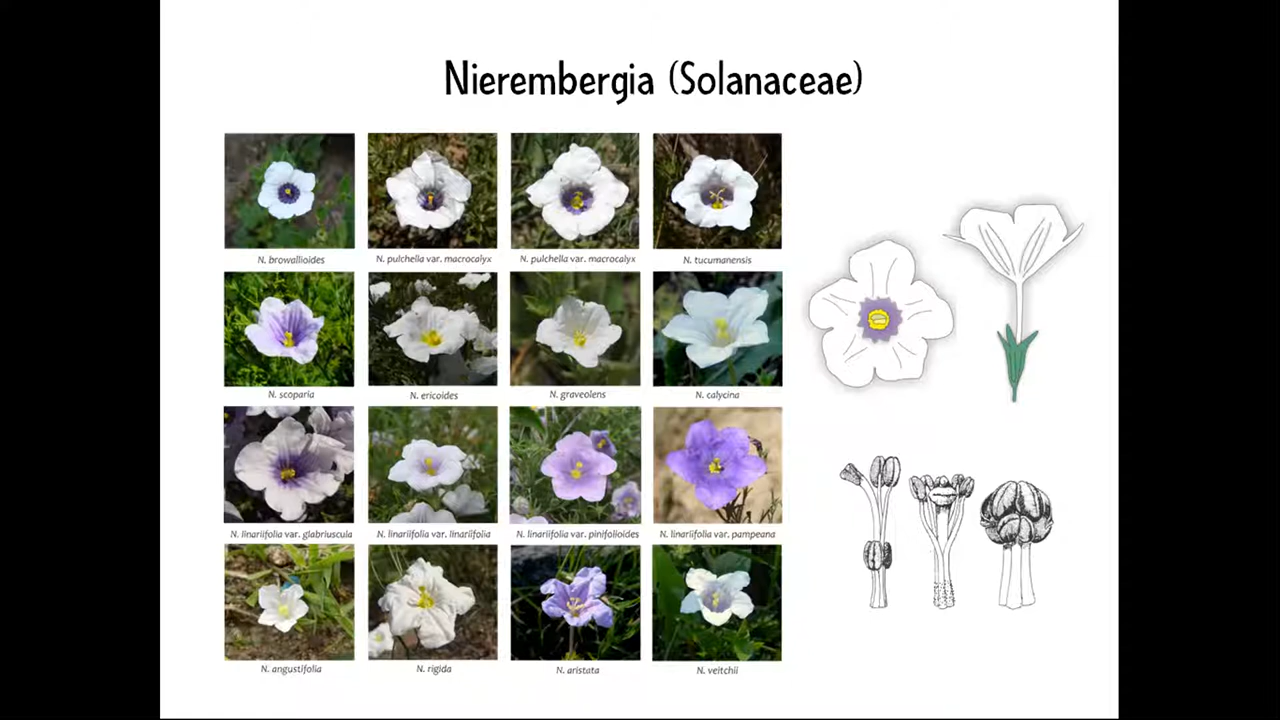 Nierembergia (Solanaceae)
N. browallioides
N. pulchella var. macrocalyx
N. pulchella var. macrocalyx
N. tucumanensis
N. scoparia
N. ericoides
N. graveolens
N. calycina
N. linariifolia var. glabriuscula
N. linariifolia var. linariifolia
N. linariifolia var. pinifolioides
N. linariifolia var. pampeana
N. angustifolia
N. rigida
N. aristata
N. veitchii